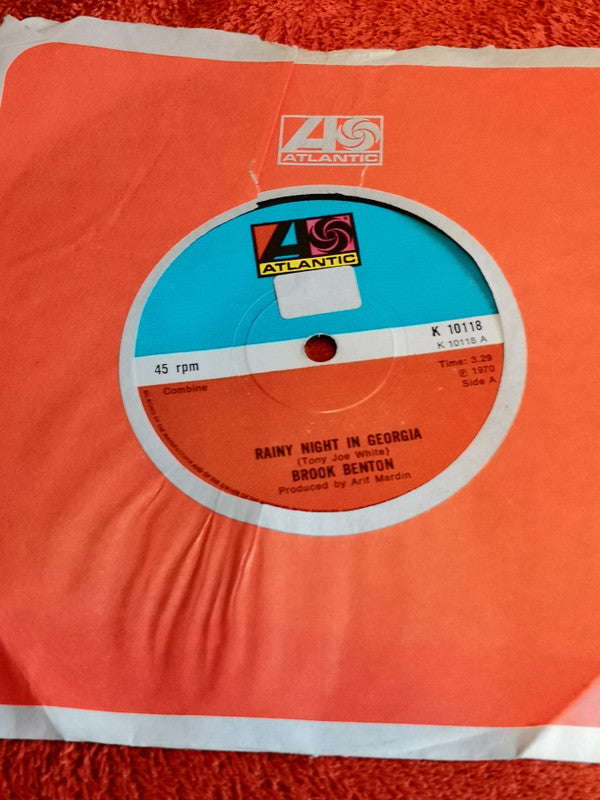 ATLANTIC
ATLANTIC
K 10118
K 10118 A
45 rpm
Time: 3.29
Combine
℗ 1970
Side A
RAINY NIGHT IN GEORGIA
(Tony Joe White)
BROOK BENTON
Produced by Arif Mardin